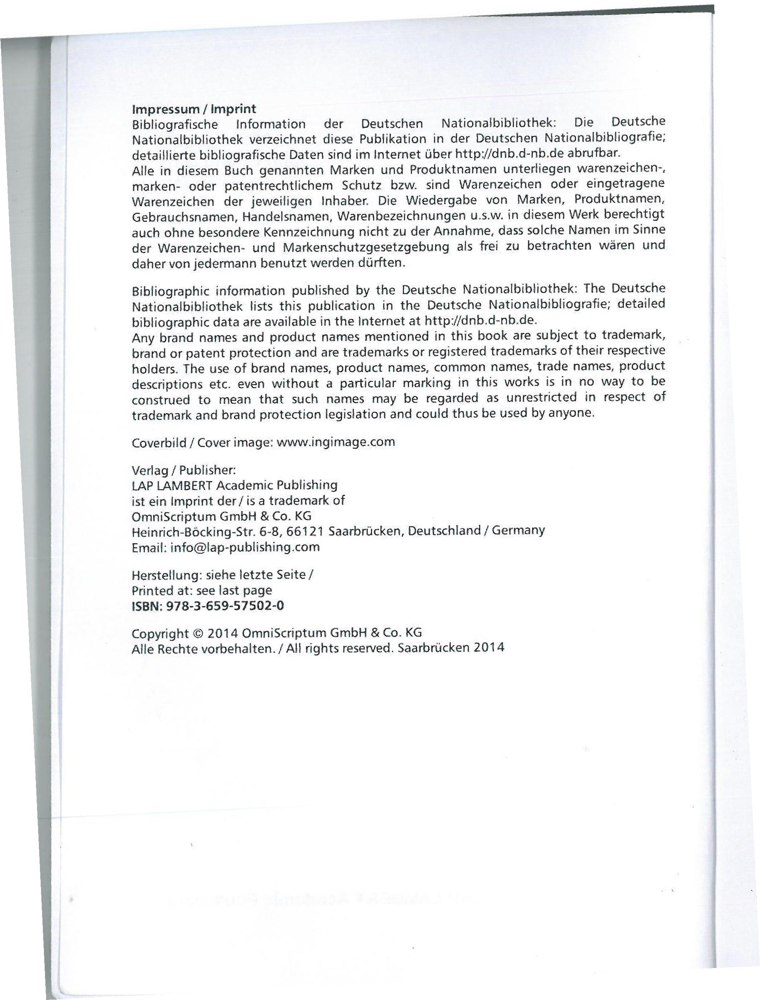 Impressum / Imprint
Bibliografische Information der Deutschen Nationalbibliothek: Die Deutsche
Nationalbibliothek verzeichnet diese Publikation in der Deutschen Nationalbibliografie;
detaillierte bibliografische Daten sind im Internet über http://dnb.d-nb.de abrufbar.
Alle in diesem Buch genannten Marken und Produktnamen unterliegen warenzeichen-,
marken- oder patentrechtlichem Schutz bzw. sind Warenzeichen oder eingetragene
Warenzeichen der jeweiligen Inhaber. Die Wiedergabe von Marken, Produktnamen,
Gebrauchsnamen, Handelsnamen, Warenbezeichnungen u.s.w. in diesem Werk berechtigt
auch ohne besondere Kennzeichnung nicht zu der Annahme, dass solche Namen im Sinne
der Warenzeichen- und Markenschutzgesetzgebung als frei zu betrachten wären und
daher von jedermann benutzt werden dürften.
Bibliographic information published by the Deutsche Nationalbibliothek: The Deutsche
Nationalbibliothek lists this publication in the Deutsche Nationalbibliografie; detailed
bibliographic data are available in the Internet at http://dnb.d-nb.de.
Any brand names and product names mentioned in this book are subject to trademark,
brand or patent protection and are trademarks or registered trademarks of their respective
holders. The use of brand names, product names, common names, trade names, product
descriptions etc. even without a particular marking in this works is in no way to be
construed to mean that such names may be regarded as unrestricted in respect of
trademark and brand protection legislation and could thus be used by anyone.
Coverbild / Cover image: www.ingimage.com
Verlag / Publisher:
LAP LAMBERT Academic Publishing
ist ein Imprint der / is a trademark of
OmniScriptum GmbH & Co. KG
Heinrich-Böcking-Str. 6-8, 66121 Saarbrücken, Deutschland / Germany
Email: info@lap-publishing.com
Herstellung: siehe letzte Seite /
Printed at: see last page
ISBN: 978-3-659-57502-0
Copyright © 2014 OmniScriptum GmbH & Co. KG
Alle Rechte vorbehalten. / All rights reserved. Saarbrücken 2014